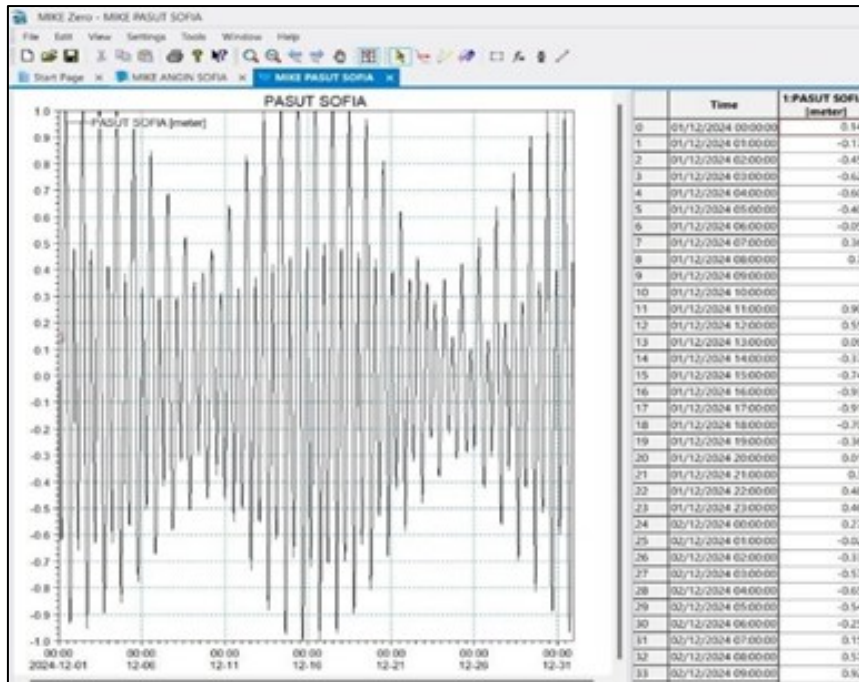 MIKE Zero - MIKE PASUT SOFIA
File Edit View Settings Tools Window Help
Start Page MIKE ANGIN SOFIA MIKE PASUT SOFIA
PASUT SOFIA
PASUT SOFIA [meter]
1.0
0.9
0.8
0.7
0.6
0.5
0.4
0.3
0.2
0.1
0.0
-0.1
-0.2
-0.3
-0.4
-0.5
-0.6
-0.7
-0.8
-0.9
-1.0
00:00 00:00 00:00 00:00 00:00 00:00 00:00
2024-12-01 12-06 12-11 12-16 12-21 12-26 12-31
Time 1:PASUT SOFI
[meter]
0 01/12/2024 00:00:00
1 01/12/2024 01:00:00
2 01/12/2024 02:00:00
3 01/12/2024 03:00:00
4 01/12/2024 04:00:00
5 01/12/2024 05:00:00
6 01/12/2024 06:00:00
7 01/12/2024 07:00:00
8 01/12/2024 08:00:00
9 01/12/2024 09:00:00
10 01/12/2024 10:00:00
11 01/12/2024 11:00:00
12 01/12/2024 12:00:00
13 01/12/2024 13:00:00
14 01/12/2024 14:00:00
15 01/12/2024 15:00:00
16 01/12/2024 16:00:00
17 01/12/2024 17:00:00
18 01/12/2024 18:00:00
19 01/12/2024 19:00:00
20 01/12/2024 20:00:00
21 01/12/2024 21:00:00
22 01/12/2024 22:00:00
23 01/12/2024 23:00:00
24 02/12/2024 00:00:00
25 02/12/2024 01:00:00
26 02/12/2024 02:00:00
27 02/12/2024 03:00:00
28 02/12/2024 04:00:00
29 02/12/2024 05:00:00
30 02/12/2024 06:00:00
31 02/12/2024 07:00:00
32 02/12/2024 08:00:00
33 02/12/2024 09:00:00